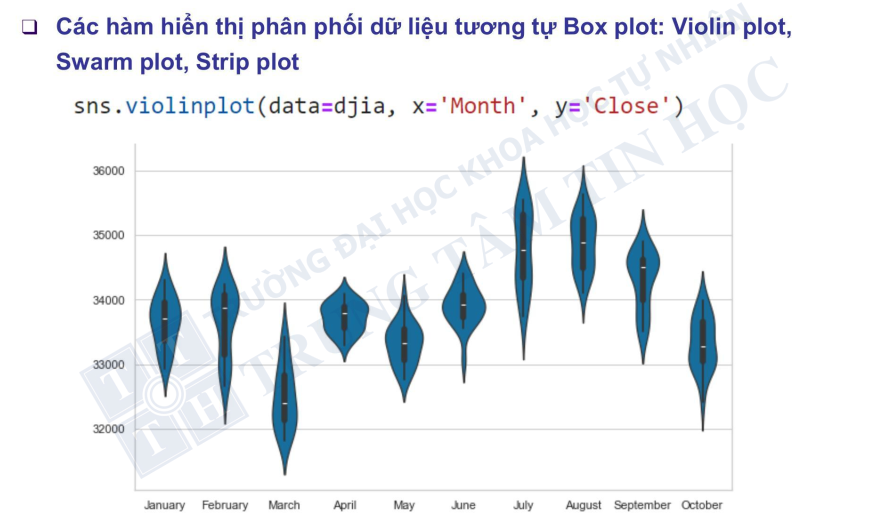 Các hàm hiển thị phân phối dữ liệu tương tự Box plot: Violin plot,
Swarm plot, Strip plot
sns.violinplot(data=djia, x='Month', y='Close')
36000
35000
34000
33000
32000
January February March April May June July August September October
TRƯỜNG ĐẠI HỌC KHOA HỌC TỰ NHIÊN
TRUNG TÂM TIN HỌC
T T
T H